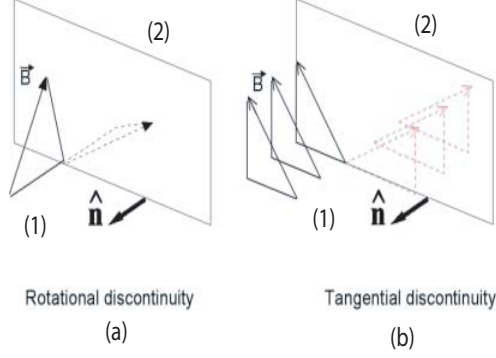 (2)
B
(1)
n̂
Rotational discontinuity
(a)
(2)
B
(1)
n̂
Tangential discontinuity
(b)